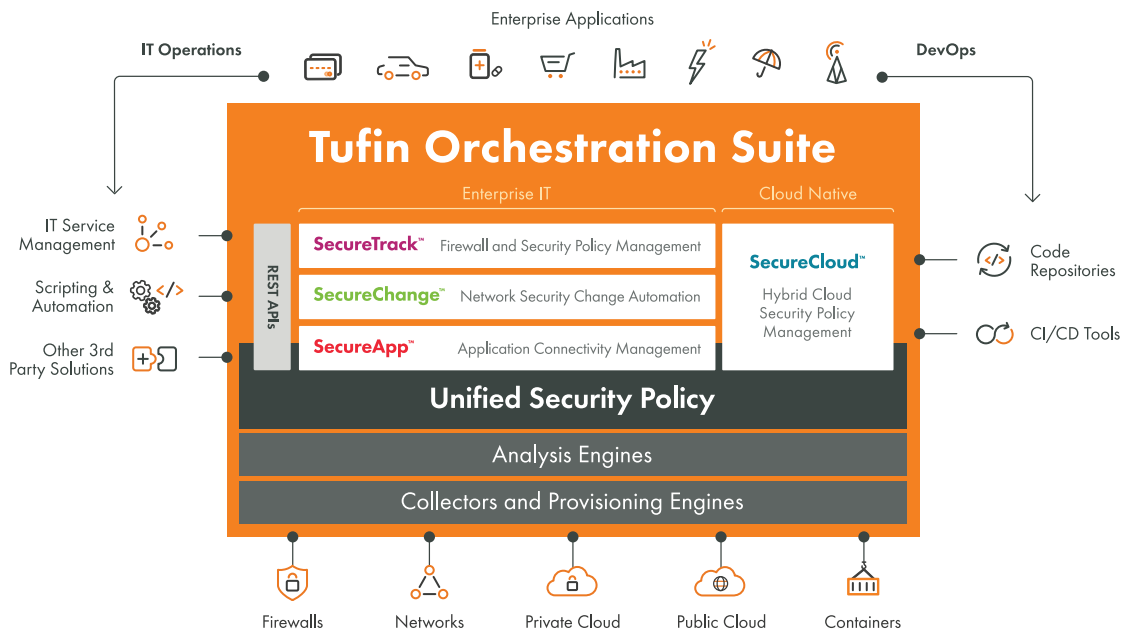 Enterprise Applications
IT Operations
DevOps
Tufin Orchestration Suite
Enterprise IT
Cloud Native
IT Service
Management
Scripting &
Automation
</>
Other 3rd
Party Solutions
REST APIs
SecureTrack™ Firewall and Security Policy Management
SecureChange™ Network Security Change Automation
SecureApp™ Application Connectivity Management
SecureCloud™
Hybrid Cloud
Security Policy
Management
</>
Code
Repositories
CI/CD Tools
Unified Security Policy
Analysis Engines
Collectors and Provisioning Engines
Firewalls
Networks
Private Cloud
Public Cloud
Containers